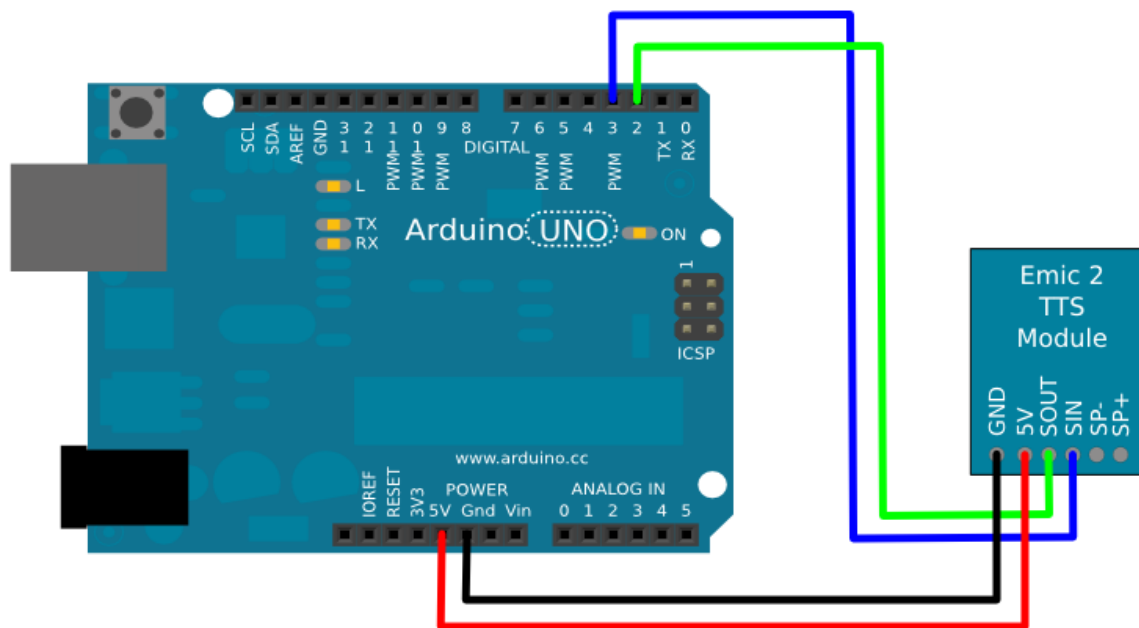 SCL
SDA
AREF
GND
13
12
PWM 11
PWM 10
PWM 9
8
DIGITAL
7
PWM 6
PWM 5
4
PWM 3
2
TX 1
RX 0
L
TX
RX
Arduino UNO
ON
1
ICSP
Emic 2
TTS
Module
GND
5V
SOUT
SIN
SP-
SP+
www.arduino.cc
POWER
ANALOG IN
IOREF
RESET
3V3
5V Gnd Vin
0 1 2 3 4 5